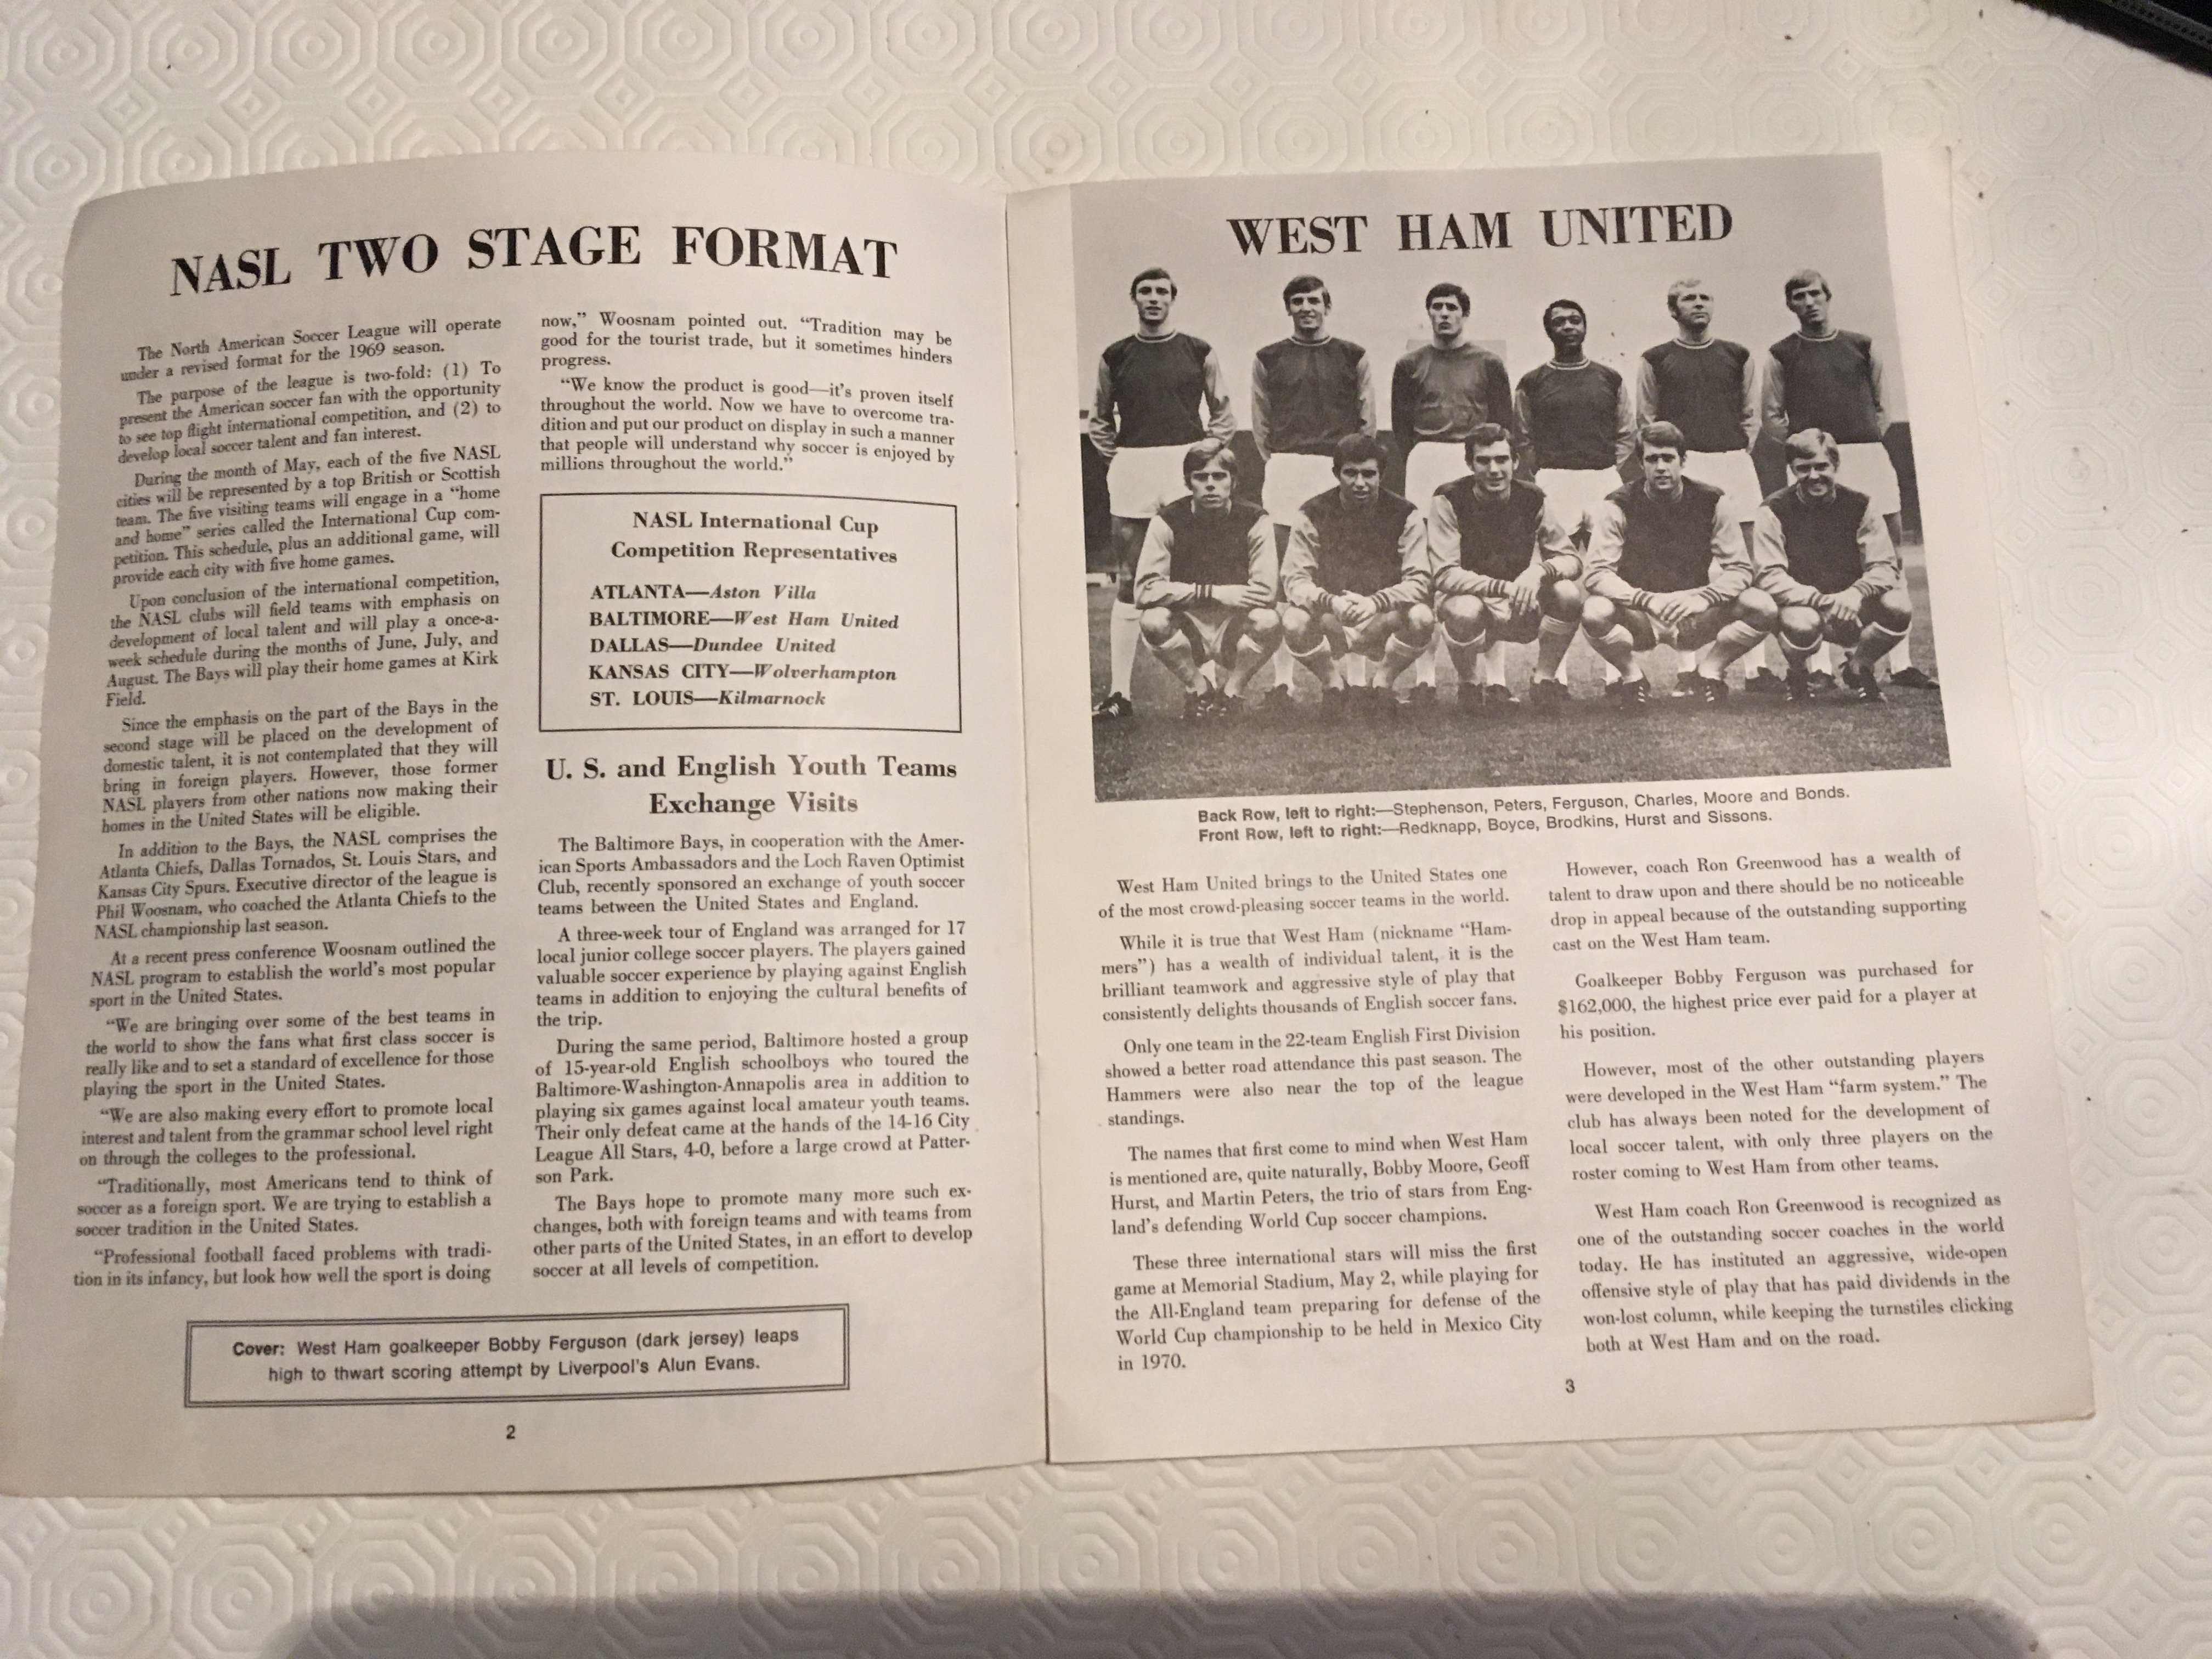 NASL TWO STAGE FORMAT
The North American Soccer League will operate
under a revised format for the 1969 season.
The purpose of the league is two-fold: (1) To
present the American soccer fan with the opportunity
to see top flight international competition, and (2) to
develop local soccer talent and fan interest.
During the month of May, each of the five NASL
cities will be represented by a top British or Scottish
team. The five visiting teams will engage in a “home
and home” series called the International Cup com-
petition. This schedule, plus an additional game, will
provide each city with five home games.
Upon conclusion of the international competition,
the NASL clubs will field teams with emphasis on
development of local talent and will play a once-a-
week schedule during the months of June, July, and
August. The Bays will play their home games at Kirk
Field.
Since the emphasis on the part of the Bays in the
second stage will be placed on the development of
domestic talent, it is not contemplated that they will
bring in foreign players. However, those former
NASL players from other nations now making their
homes in the United States will be eligible.
In addition to the Bays, the NASL comprises the
Atlanta Chiefs, Dallas Tornados, St. Louis Stars, and
Kansas City Spurs. Executive director of the league is
Phil Woosnam, who coached the Atlanta Chiefs to the
NASL championship last season.
At a recent press conference Woosnam outlined the
NASL program to establish the world's most popular
sport in the United States.
“We are bringing over some of the best teams in
the world to show the fans what first class soccer is
really like and to set a standard of excellence for those
playing the sport in the United States.
“We are also making every effort to promote local
interest and talent from the grammar school level right
on through the colleges to the professional.
“Traditionally, most Americans tend to think of
soccer as a foreign sport. We are trying to establish a
soccer tradition in the United States.
“Professional football faced problems with tradi-
tion in its infancy, but look how well the sport is doing
now,” Woosnam pointed out. “Tradition may be
good for the tourist trade, but it sometimes hinders
progress.
“We know the product is good—it's proven itself
throughout the world. Now we have to overcome tra-
dition and put our product on display in such a manner
that people will understand why soccer is enjoyed by
millions throughout the world.”
NASL International Cup
Competition Representatives
ATLANTA—Aston Villa
BALTIMORE—West Ham United
DALLAS—Dundee United
KANSAS CITY—Wolverhampton
ST. LOUIS—Kilmarnock
U. S. and English Youth Teams
Exchange Visits
The Baltimore Bays, in cooperation with the Amer-
ican Sports Ambassadors and the Loch Raven Optimist
Club, recently sponsored an exchange of youth soccer
teams between the United States and England.
A three-week tour of England was arranged for 17
local junior college soccer players. The players gained
valuable soccer experience by playing against English
teams in addition to enjoying the cultural benefits of
the trip.
During the same period, Baltimore hosted a group
of 15-year-old English schoolboys who toured the
Baltimore-Washington-Annapolis area in addition to
playing six games against local amateur youth teams.
Their only defeat came at the hands of the 14-16 City
League All Stars, 4-0, before a large crowd at Patter-
son Park.
The Bays hope to promote many more such ex-
changes, both with foreign teams and with teams from
other parts of the United States, in an effort to develop
soccer at all levels of competition.
Cover: West Ham goalkeeper Bobby Ferguson (dark jersey) leaps
high to thwart scoring attempt by Liverpool's Alun Evans.
2
WEST HAM UNITED
Back Row, left to right:—Stephenson, Peters, Ferguson, Charles, Moore and Bonds.
Front Row, left to right:—Redknapp, Boyce, Brodkins, Hurst and Sissons.
West Ham United brings to the United States one
of the most crowd-pleasing soccer teams in the world.
While it is true that West Ham (nickname “Ham-
mers”) has a wealth of individual talent, it is the
brilliant teamwork and aggressive style of play that
consistently delights thousands of English soccer fans.
Only one team in the 22-team English First Division
showed a better road attendance this past season. The
Hammers were also near the top of the league
standings.
The names that first come to mind when West Ham
is mentioned are, quite naturally, Bobby Moore, Geoff
Hurst, and Martin Peters, the trio of stars from Eng-
land's defending World Cup soccer champions.
These three international stars will miss the first
game at Memorial Stadium, May 2, while playing for
the All-England team preparing for defense of the
World Cup championship to be held in Mexico City
in 1970.
However, coach Ron Greenwood has a wealth of
talent to draw upon and there should be no noticeable
drop in appeal because of the outstanding supporting
cast on the West Ham team.
Goalkeeper Bobby Ferguson was purchased for
$162,000, the highest price ever paid for a player at
his position.
However, most of the other outstanding players
were developed in the West Ham “farm system.” The
club has always been noted for the development of
local soccer talent, with only three players on the
roster coming to West Ham from other teams.
West Ham coach Ron Greenwood is recognized as
one of the outstanding soccer coaches in the world
today. He has instituted an aggressive, wide-open
offensive style of play that has paid dividends in the
won-lost column, while keeping the turnstiles clicking
both at West Ham and on the road.
3